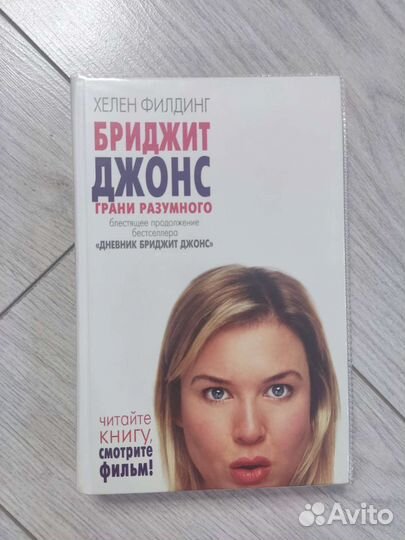 ХЕЛЕН ФИЛДИНГ
БРИДЖИТ
ДЖОНС
ГРАНИ РАЗУМНОГО
блестящее продолжение
бестселлера
«ДНЕВНИК БРИДЖИТ ДЖОНС»
читайте
КНИГУ,
смотрите
фильм!
Avito